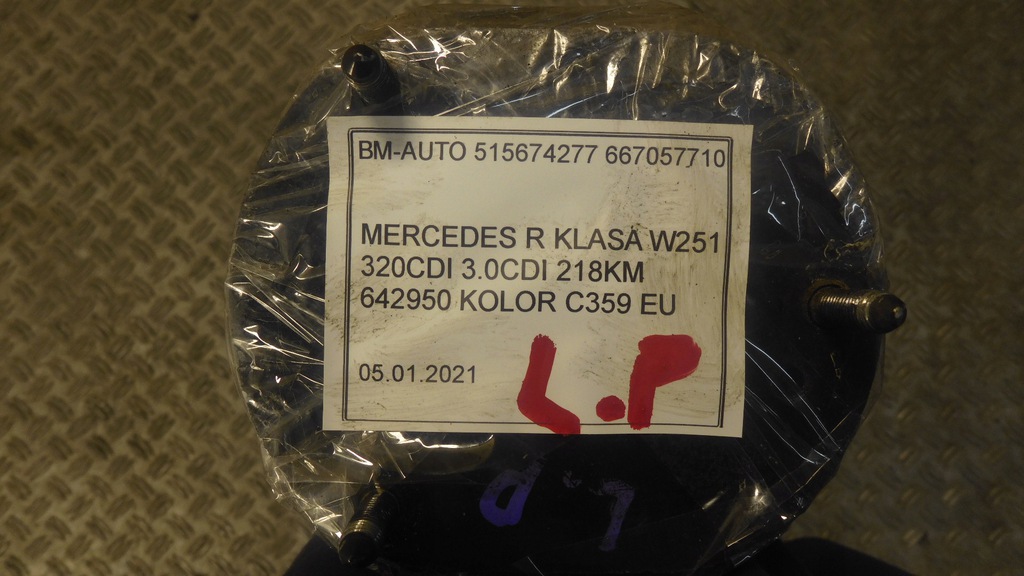 BM-AUTO 515674277 667057710
MERCEDES R KLASA W251
320CDI 3.0CDI 218KM
642950 KOLOR C359 EU
05.01.2021
L.P
L.P